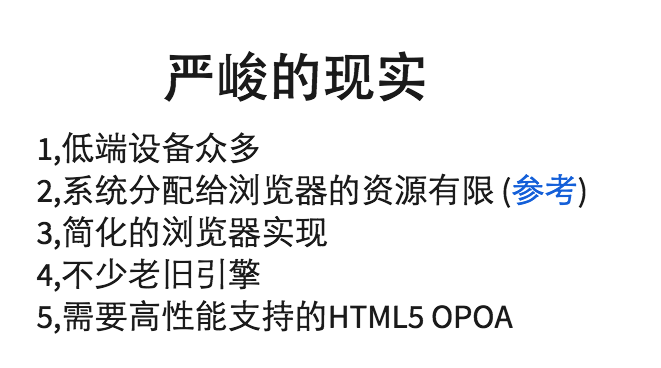 严峻的现实
1,低端设备众多
2,系统分配给浏览器的资源有限 (参考)
3,简化的浏览器实现
4,不少老旧引擎
5,需要高性能支持的HTML5 OPOA